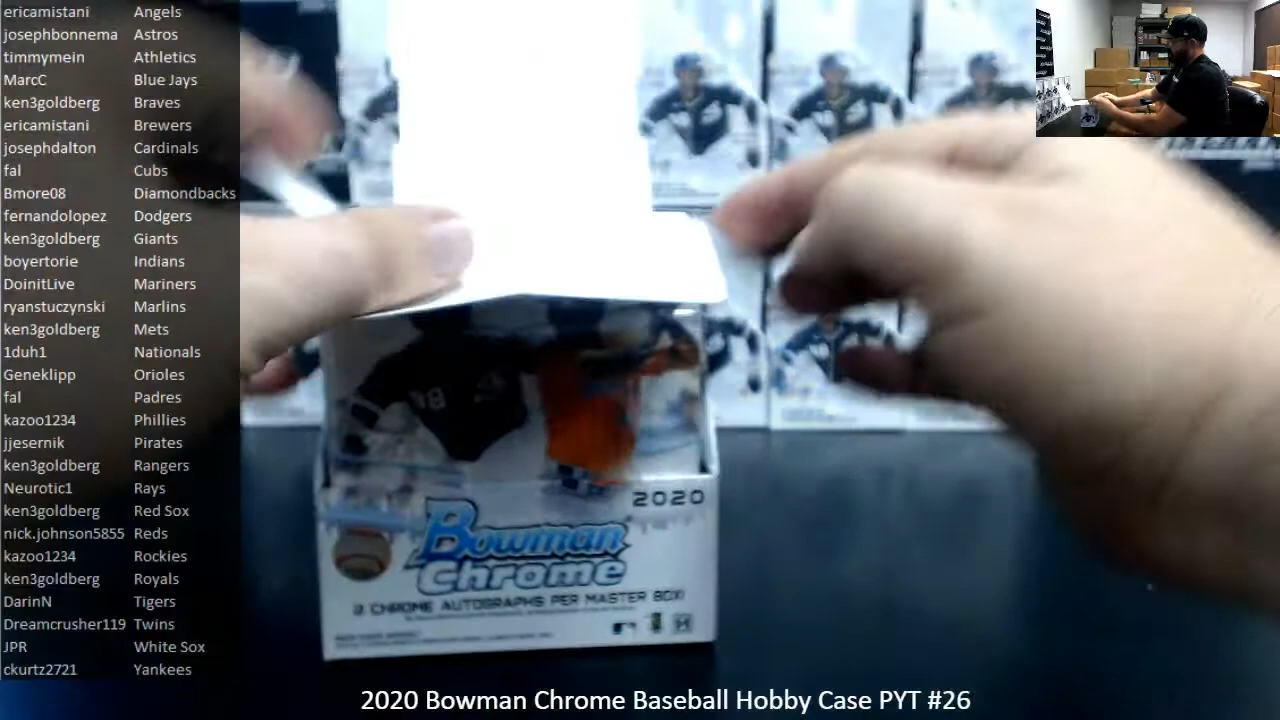 ericamistani Angels
josephbonnema Astros
timmymein Athletics
MarcC Blue Jays
ken3goldberg Braves
ericamistani Brewers
josephdalton Cardinals
fal Cubs
Bmore08 Diamondbacks
fernandolopez Dodgers
ken3goldberg Giants
boyertorie Indians
DoinitLive Mariners
ryanstuczynski Marlins
ken3goldberg Mets
1duh1 Nationals
Geneklipp Orioles
fal Padres
kazoo1234 Phillies
jjesernik Pirates
ken3goldberg Rangers
Neurotic1 Rays
ken3goldberg Red Sox
nick.johnson5855 Reds
kazoo1234 Rockies
ken3goldberg Royals
DarinN Tigers
Dreamcrusher119 Twins
JPR White Sox
ckurtz2721 Yankees
2020
Bowman
Chrome
2 CHROME AUTOGRAPHS PER MASTER BOX!
2020 Bowman Chrome Baseball Hobby Case PYT #26